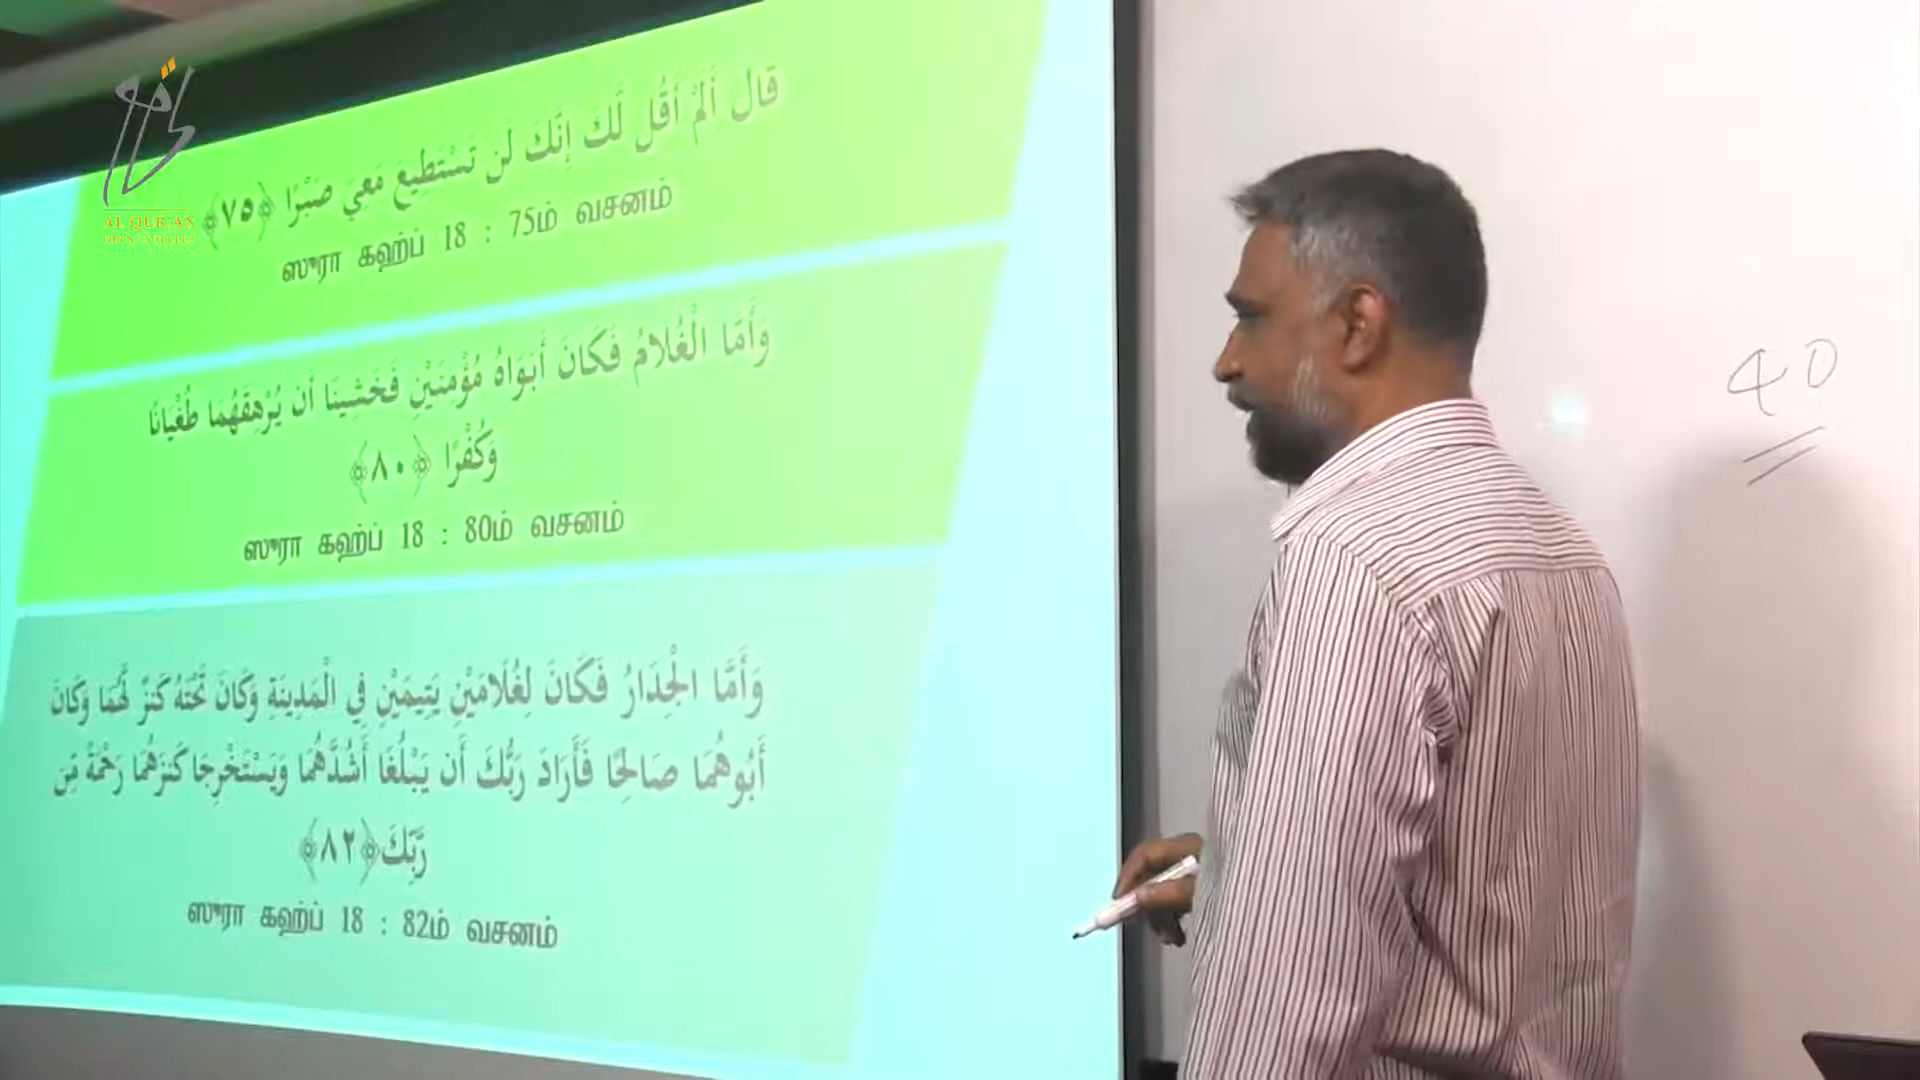 AL QUR'AN
OPEN COLLEGE
قَالَ أَلَمْ أَقُل لَّكَ إِنَّكَ لَن تَسْتَطِيعَ مَعِيَ صَبْرًا ﴿٧٥﴾
ஸூரா கஹ்ப் 18 : 75ம் வசனம்
وَأَمَّا الْغُلَامُ فَكَانَ أَبَوَاهُ مُؤْمِنَيْنِ فَخَشِينَا أَن يُرْهِقَهُمَا طُغْيَانًا
وَكُفْرًا ﴿٨٠﴾
ஸூரா கஹ்ப் 18 : 80ம் வசனம்
وَأَمَّا الْجِدَارُ فَكَانَ لِغُلَامَيْنِ يَتِيمَيْنِ فِي الْمَدِينَةِ وَكَانَ تَحْتَهُ كَنزٌ لَّهُمَا وَكَانَ
أَبُوهُمَا صَالِحًا فَأَرَادَ رَبُّكَ أَن يَبْلُغَا أَشُدَّهُمَا وَيَسْتَخْرِجَا كَنزَهُمَا رَحْمَةً مِّن
رَّبِّكَ ﴿٨٢﴾
ஸூரா கஹ்ப் 18 : 82ம் வசனம்
40